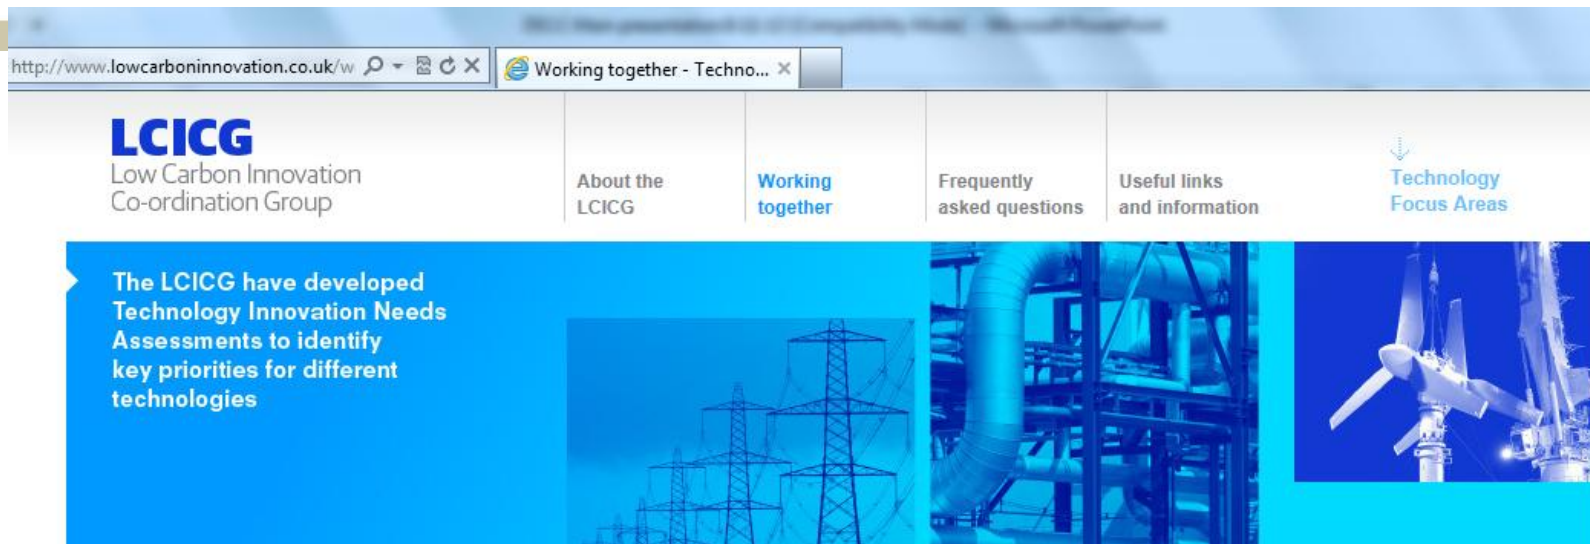 http://www.lowcarboninnovation.co.uk/w
Working together - Techno...
LCICG
Low Carbon Innovation
Co-ordination Group
About the
LCICG
Working
together
Frequently
asked questions
Useful links
and information
Technology
Focus Areas
The LCICG have developed
Technology Innovation Needs
Assessments to identify
key priorities for different
technologies